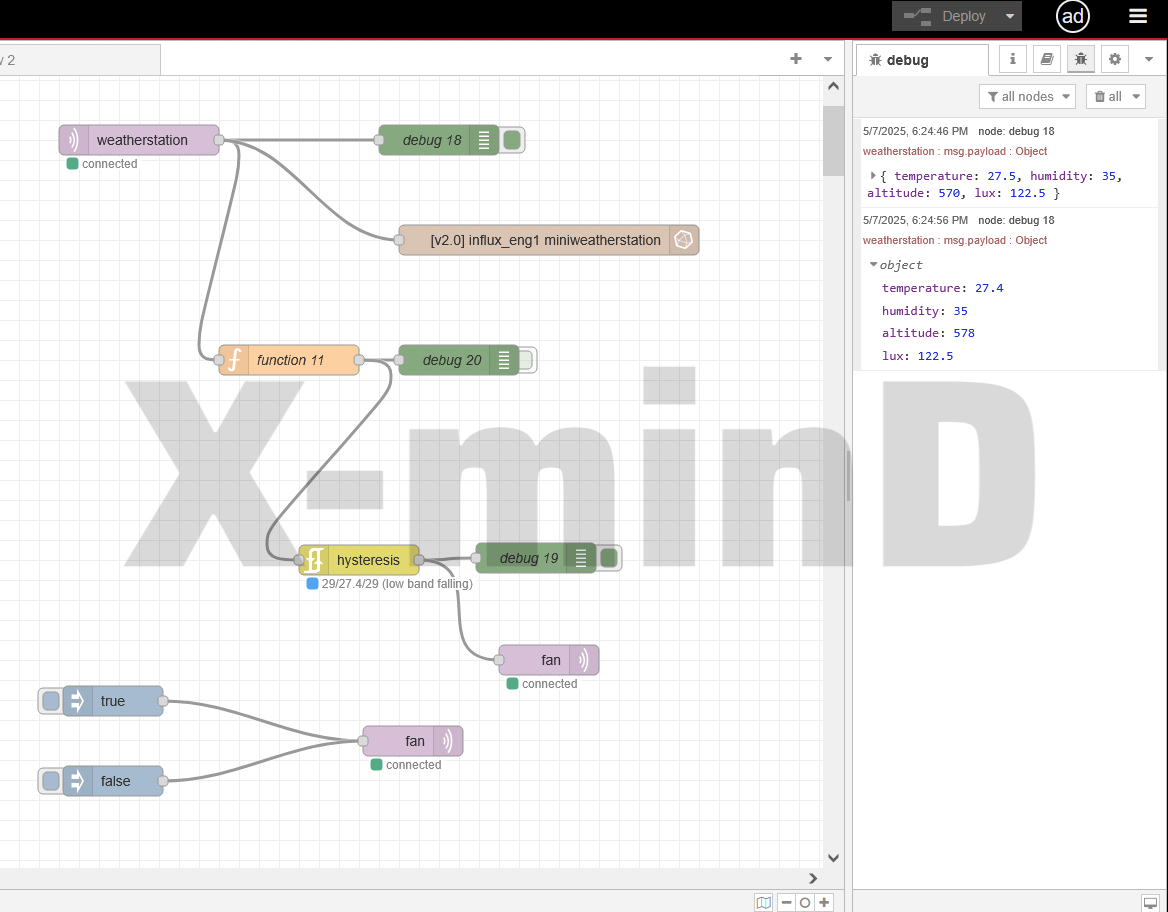 Deploy
ad
v 2
debug
i
all nodes
all
weatherstation
connected
debug 18
[v2.0] influx_eng1 miniweatherstation
function 11
debug 20
hysteresis
29/27.4/29 (low band falling)
debug 19
fan
connected
true
false
fan
connected
5/7/2025, 6:24:46 PM node: debug 18
weatherstation : msg.payload : Object
{ temperature: 27.5, humidity: 35,
altitude: 570, lux: 122.5 }
5/7/2025, 6:24:56 PM node: debug 18
weatherstation : msg.payload : Object
object
temperature: 27.4
humidity: 35
altitude: 578
lux: 122.5
X-minD